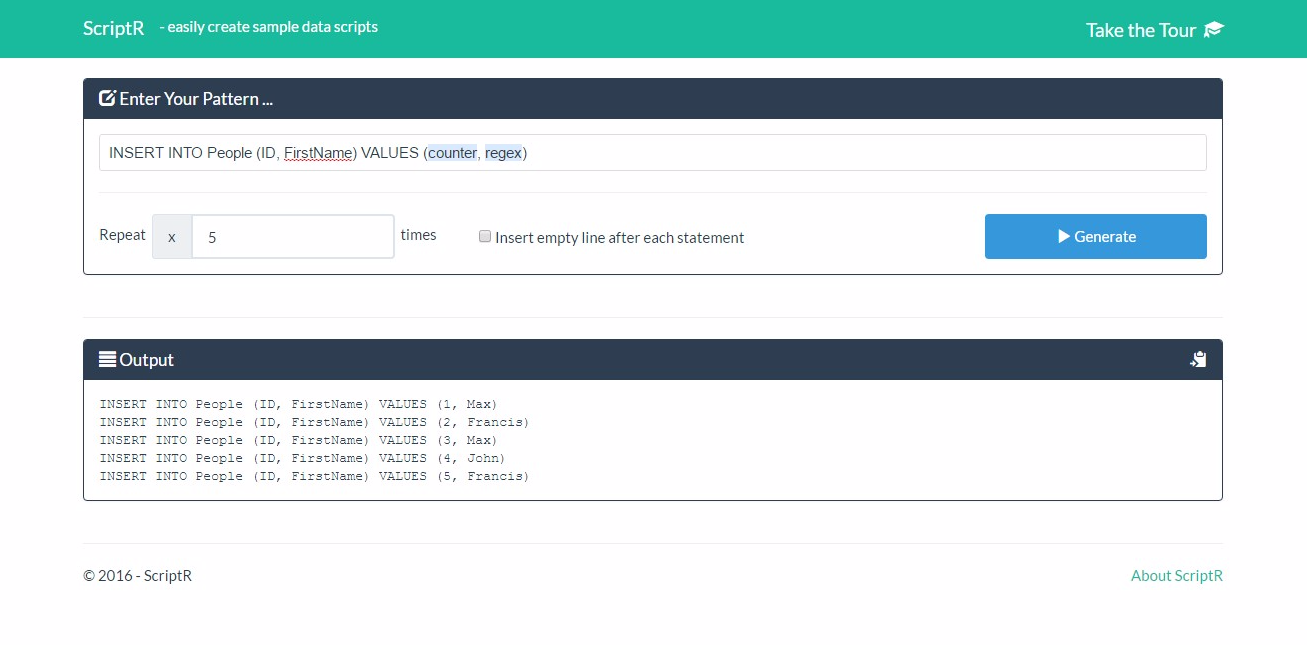 ScriptR - easily create sample data scripts
Take the Tour
Enter Your Pattern ...
INSERT INTO People (ID, FirstName) VALUES (counter, regex)
Repeat x 5 times Insert empty line after each statement Generate
Output
INSERT INTO People (ID, FirstName) VALUES (1, Max)
INSERT INTO People (ID, FirstName) VALUES (2, Francis)
INSERT INTO People (ID, FirstName) VALUES (3, Max)
INSERT INTO People (ID, FirstName) VALUES (4, John)
INSERT INTO People (ID, FirstName) VALUES (5, Francis)
© 2016 - ScriptR
About ScriptR